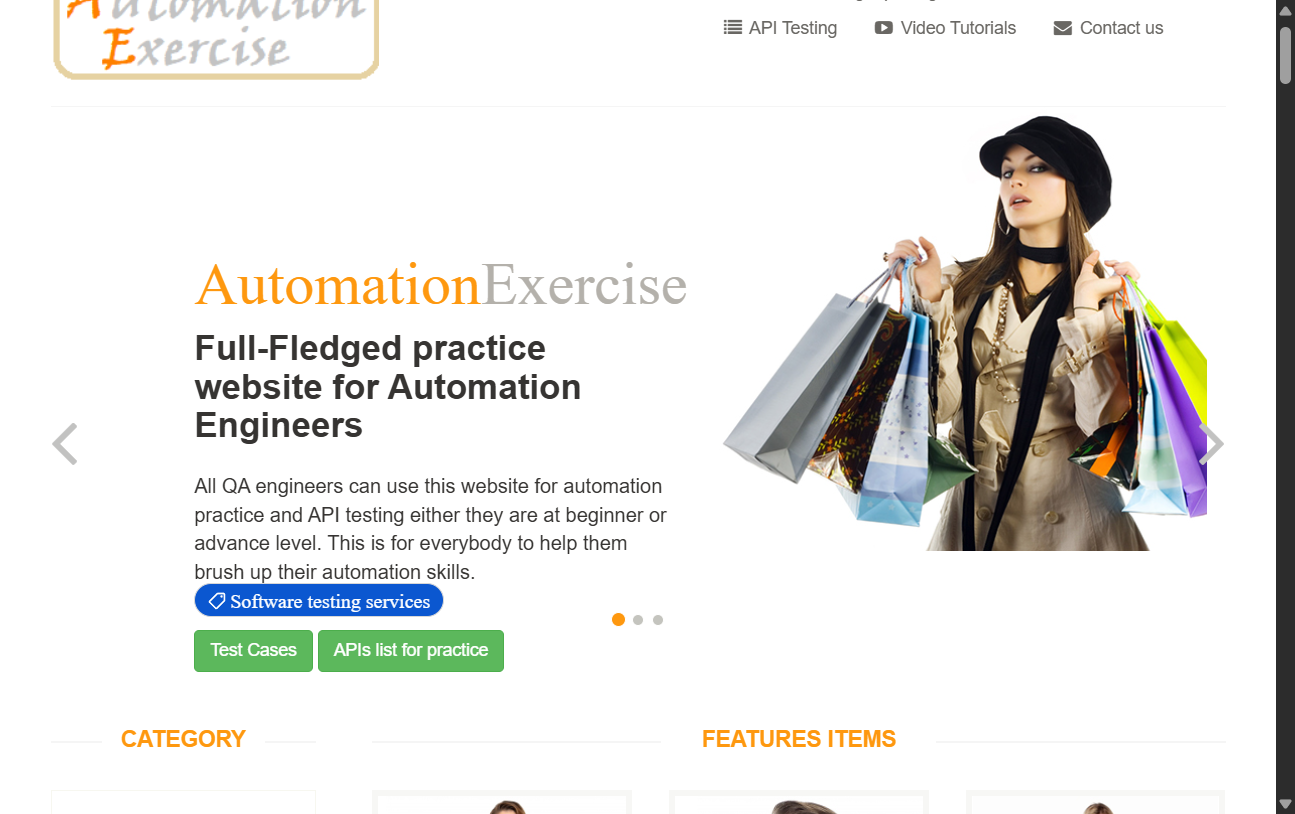 Automation
Exercise
API Testing
Video Tutorials
Contact us
AutomationExercise
Full-Fledged practice
website for Automation
Engineers
All QA engineers can use this website for automation
practice and API testing either they are at beginner or
advance level. This is for everybody to help them
brush up their automation skills.
Software testing services
Test Cases
APIs list for practice
CATEGORY
FEATURES ITEMS